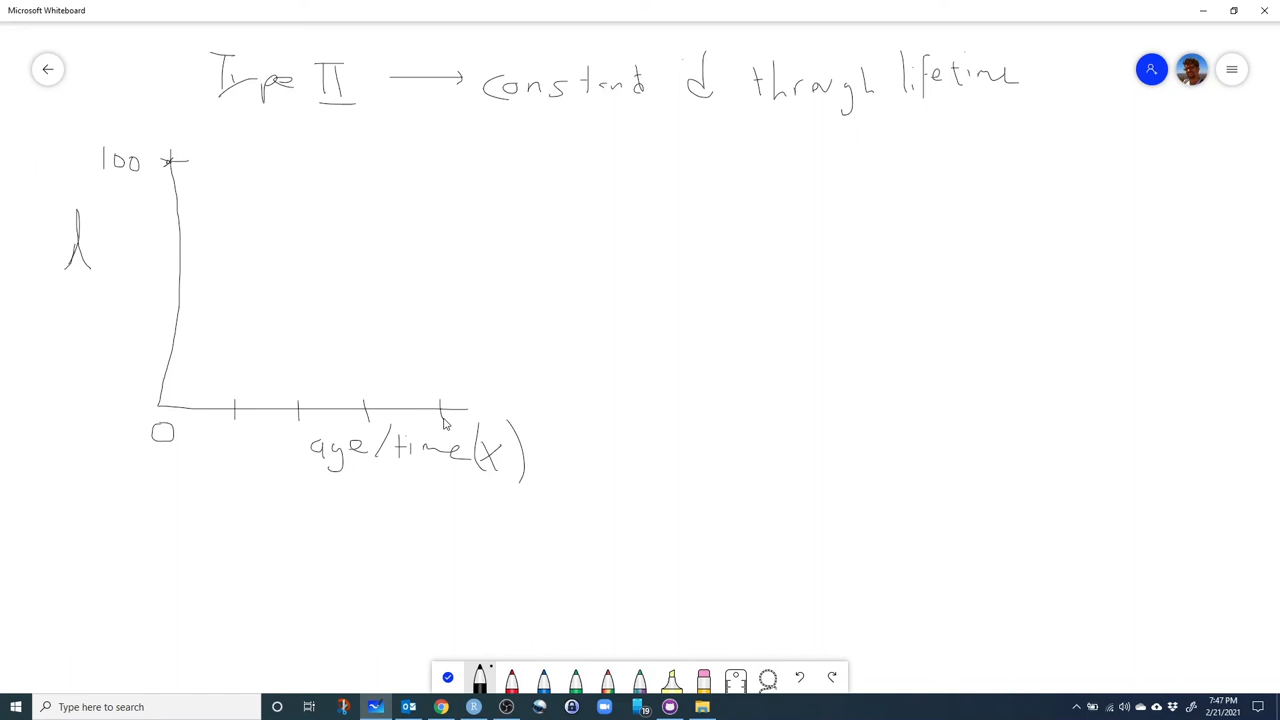 Microsoft Whiteboard
Type II → constant d through lifetime
100
l
0
age/time(x)
19
Type here to search
7:47 PM
2/21/2021